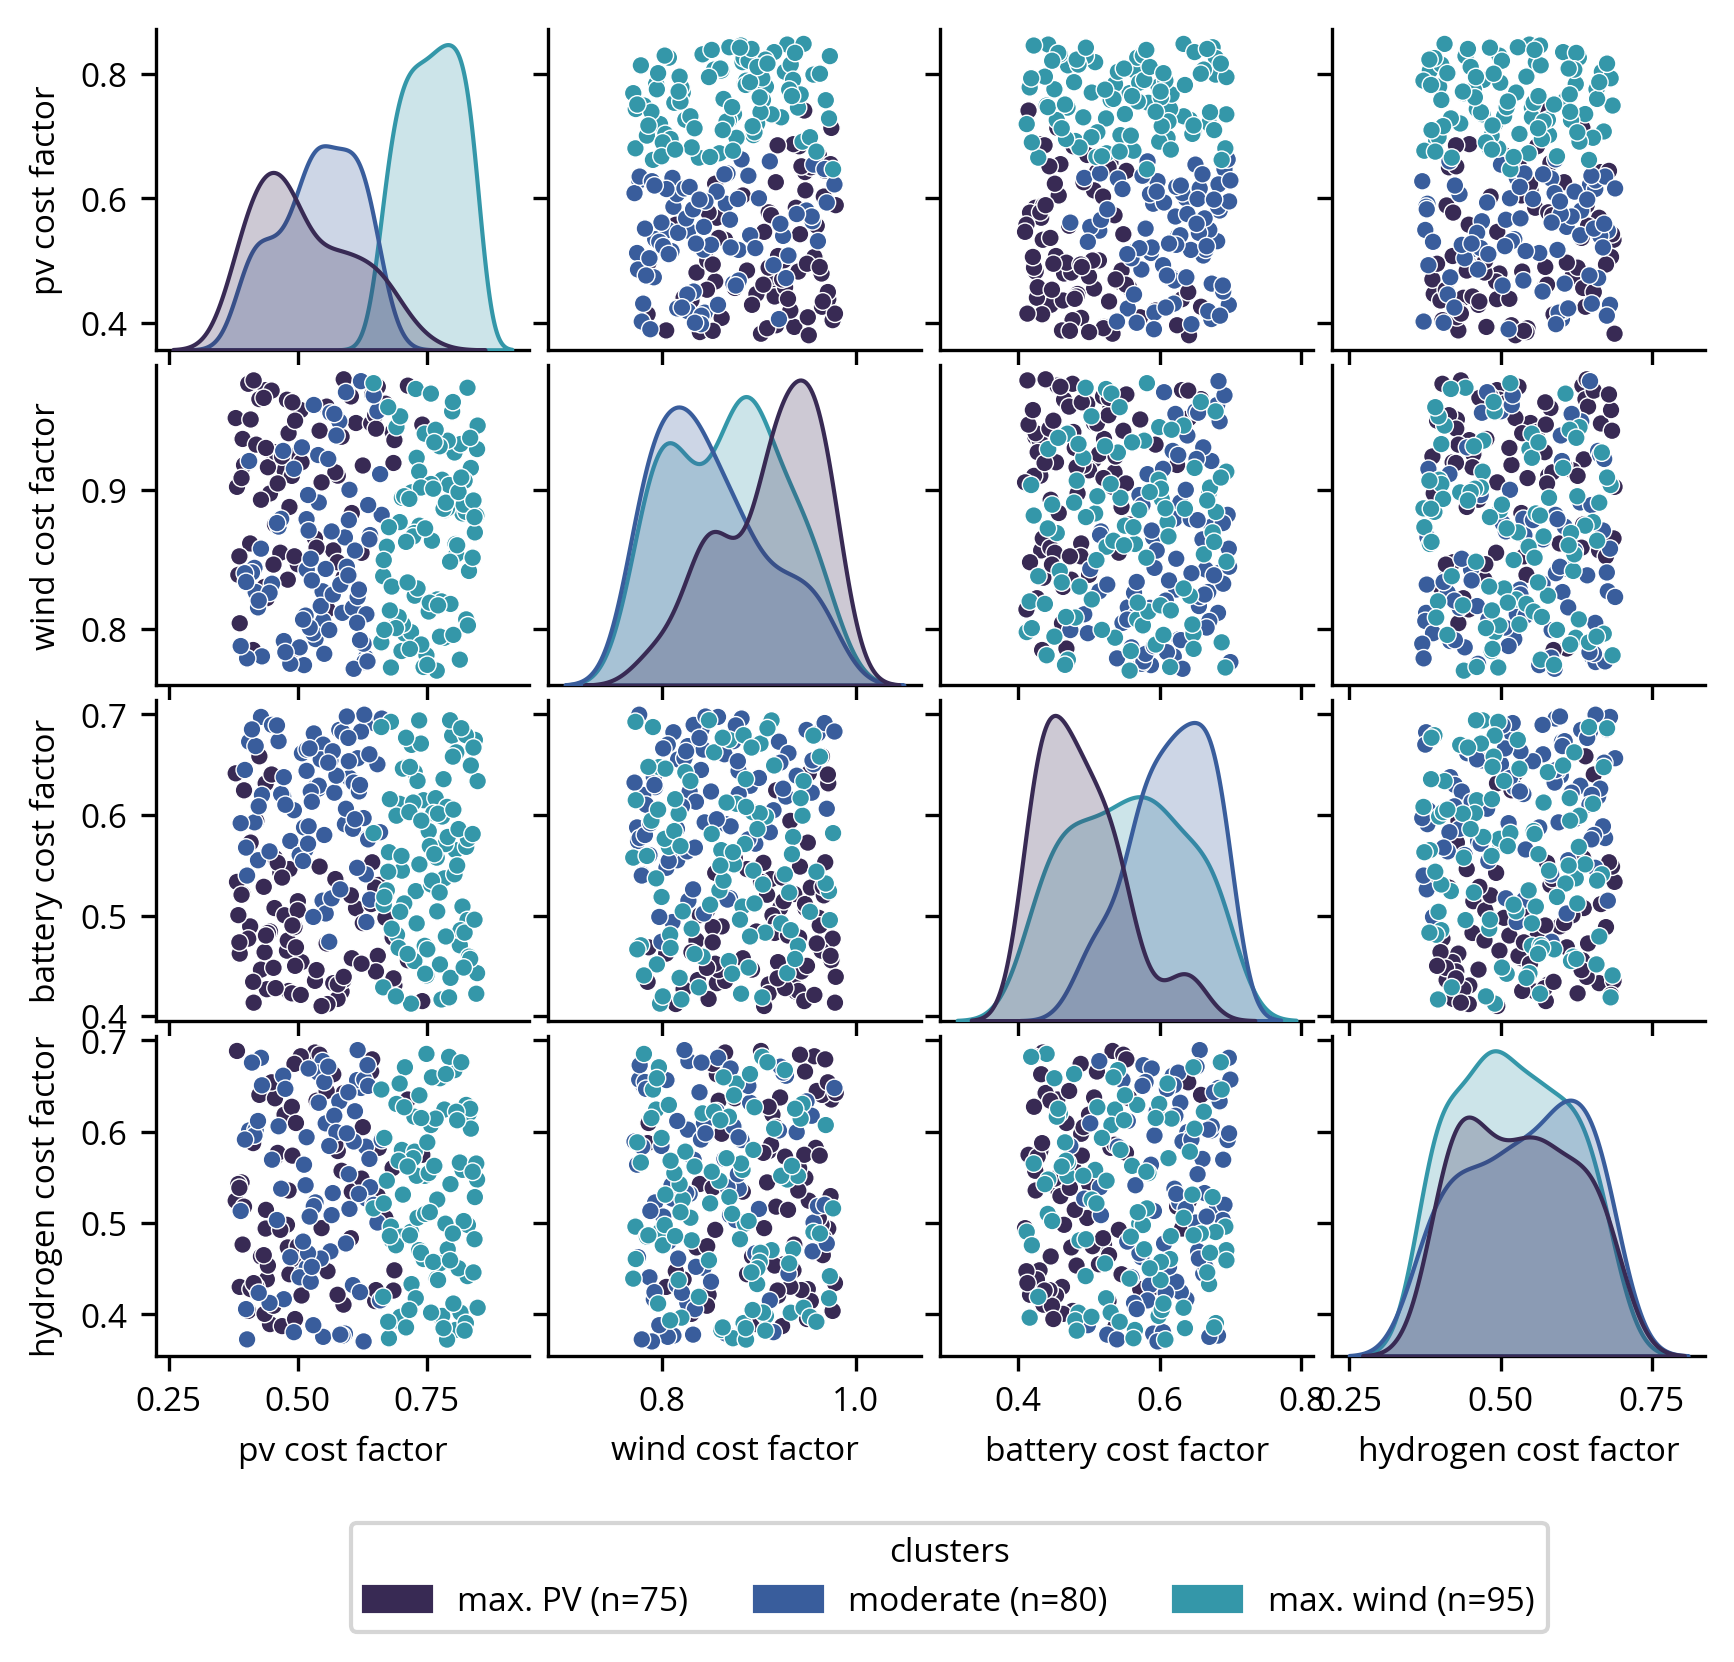 pv cost factor
0.8
0.6
0.4
wind cost factor
0.9
0.8
battery cost factor
0.7
0.6
0.5
0.4
hydrogen cost factor
0.7
0.6
0.5
0.4
0.25 0.50 0.75 0.8 1.0 0.4 0.6 0.8 0.25 0.50 0.75
pv cost factor wind cost factor battery cost factor hydrogen cost factor
clusters
max. PV (n=75) moderate (n=80) max. wind (n=95)